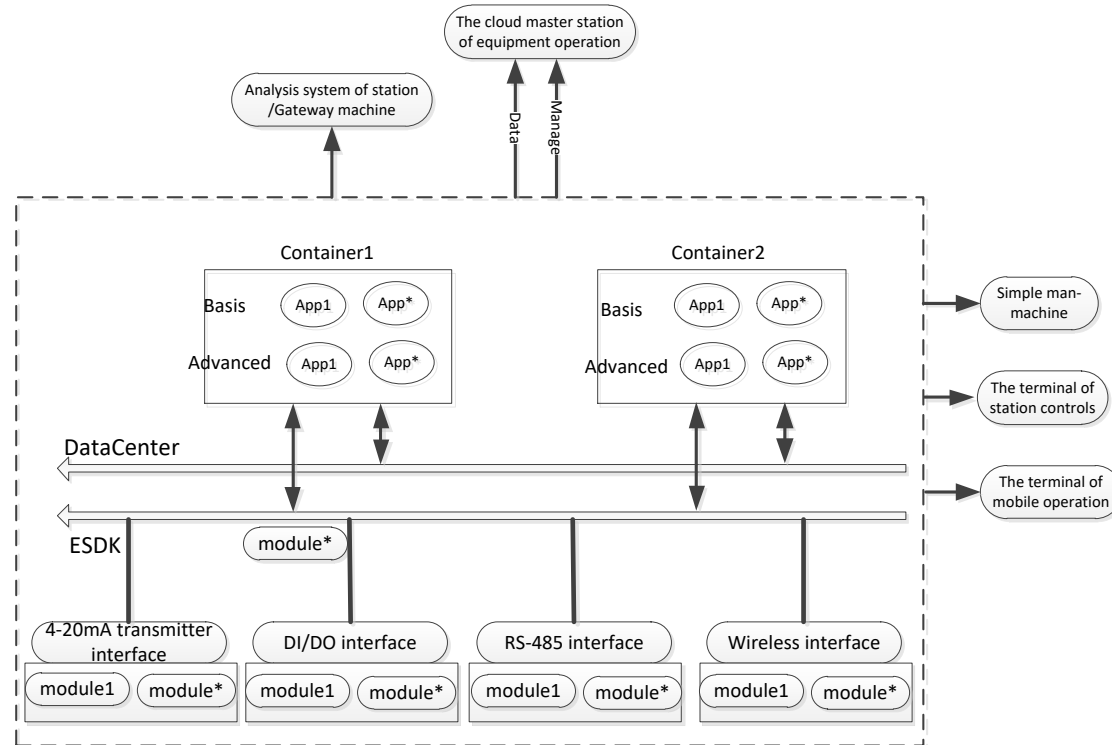 The cloud master station
of equipment operation
Analysis system of station
/Gateway machine
Data
Manage
Container1
Basis
App1
App*
Advanced
App1
App*
Container2
Basis
App1
App*
Advanced
App1
App*
Simple man-
machine
The terminal of
station controls
The terminal of
mobile operation
DataCenter
ESDK
module*
4-20mA transmitter
interface
module1
module*
DI/DO interface
module1
module*
RS-485 interface
module1
module*
Wireless interface
module1
module*